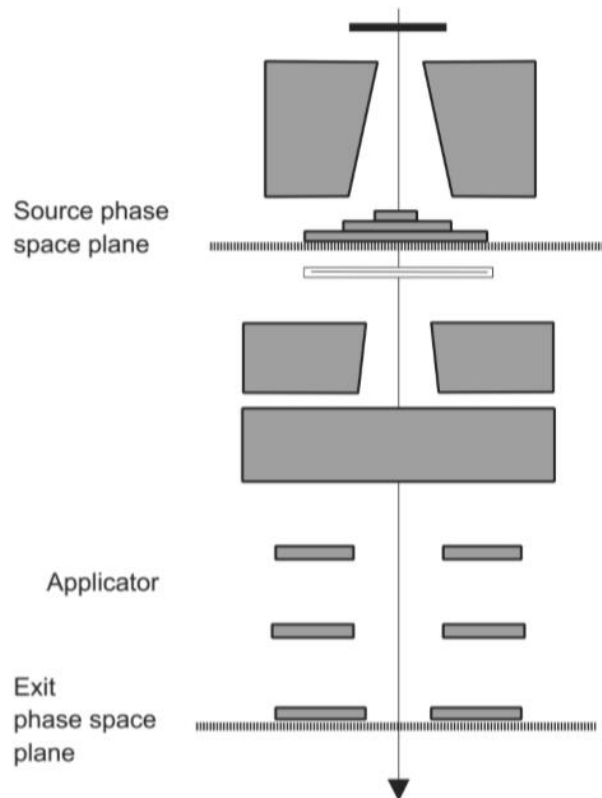 Source phase
space plane
Applicator
Exit
phase space
plane